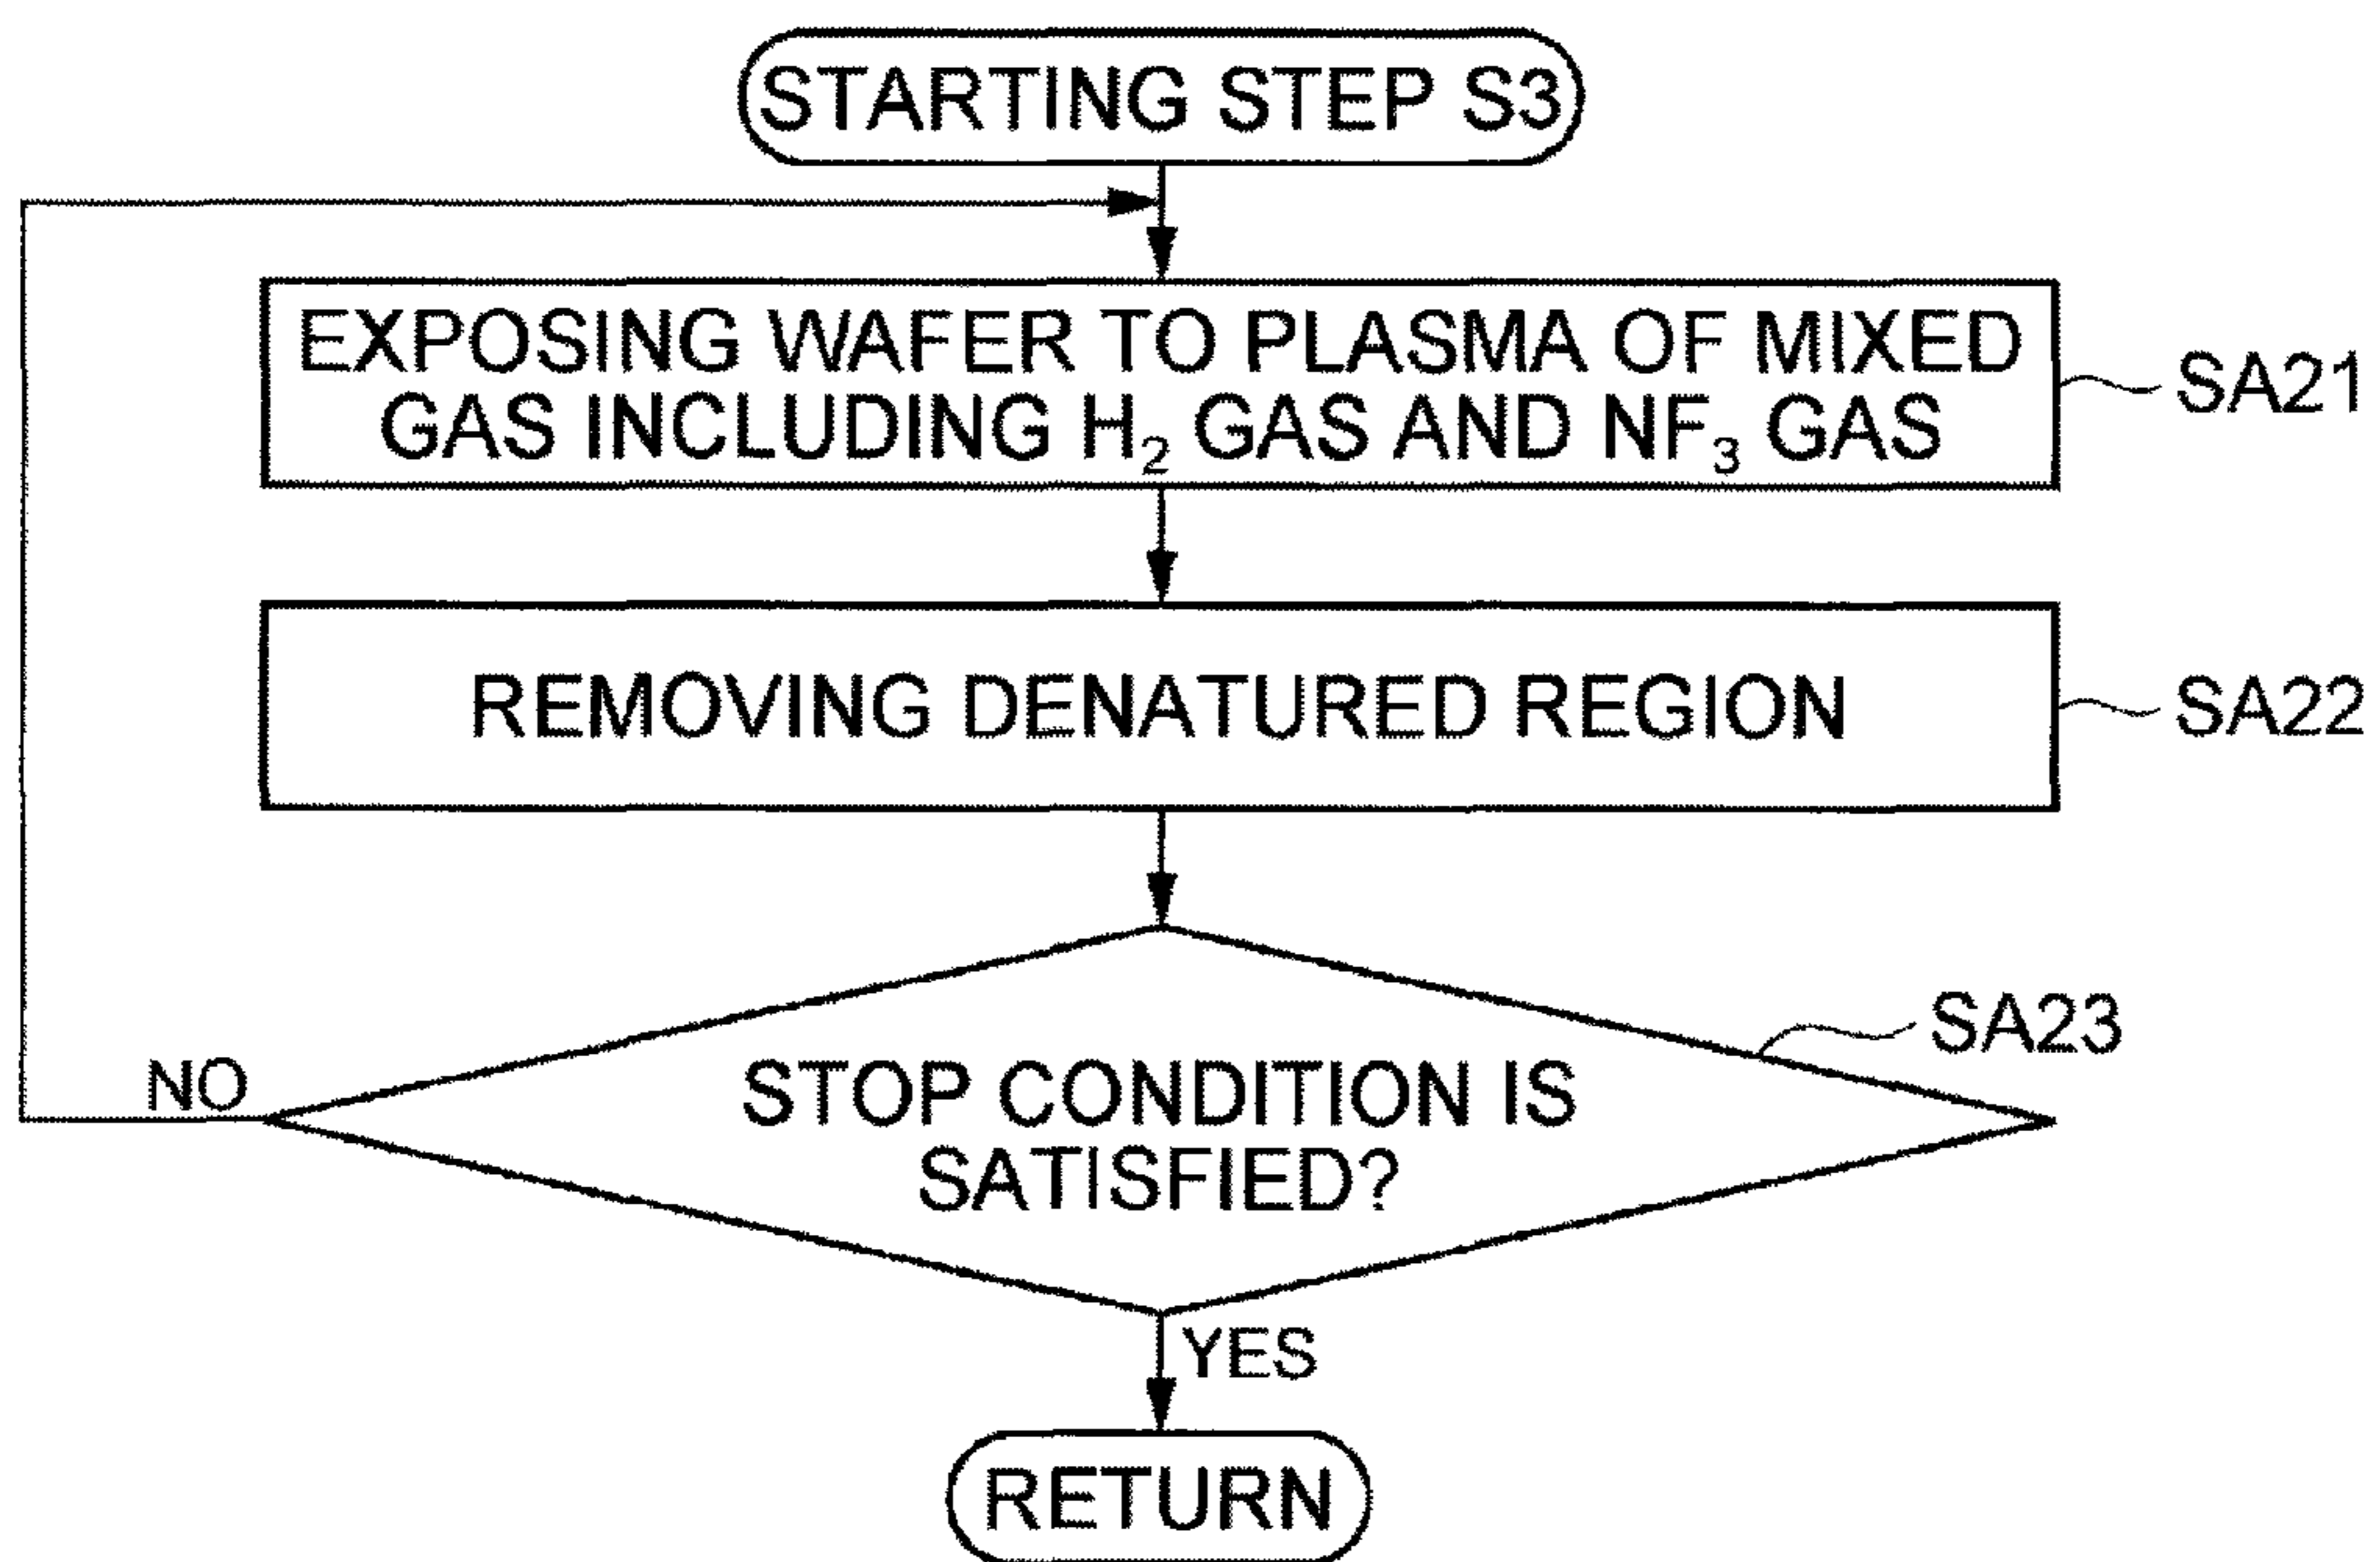 STARTING STEP S3
EXPOSING WAFER TO PLASMA OF MIXED
GAS INCLUDING H₂ GAS AND NF₃ GAS
SA21
REMOVING DENATURED REGION
SA22
SA23
STOP CONDITION IS
SATISFIED?
NO
YES
RETURN